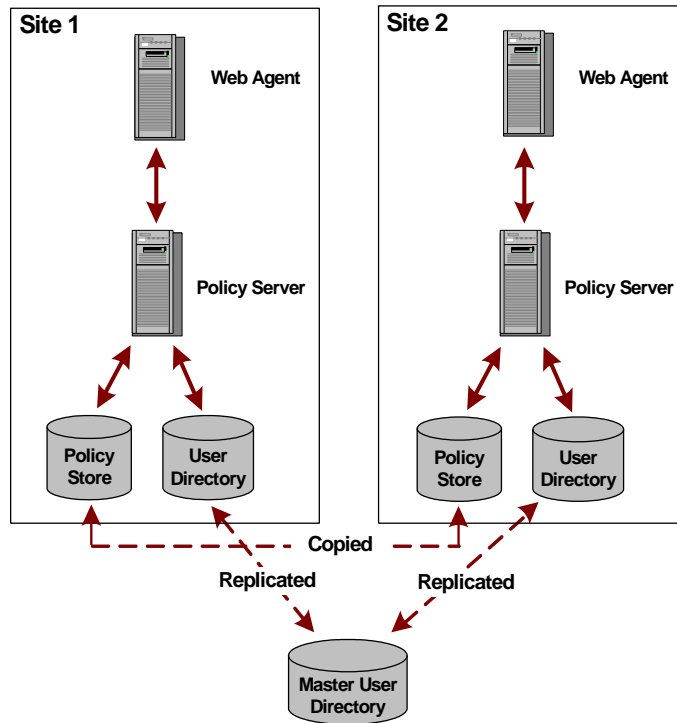 Site 1
Web Agent
Policy Server
Policy
Store
User
Directory
Site 2
Web Agent
Policy Server
Policy
Store
User
Directory
Copied
Replicated
Replicated
Master User
Directory